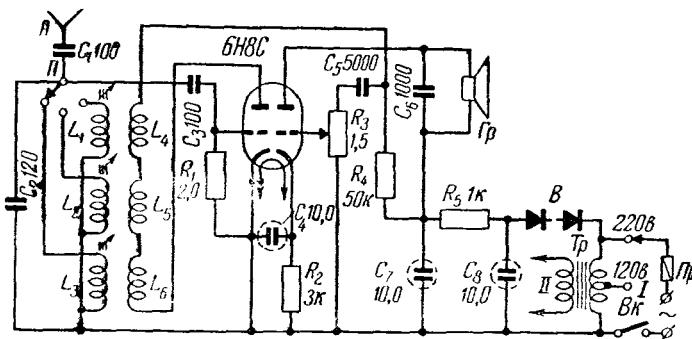 А
С₁ 100
П
6Н8С
C₅ 5000
C₆ 1000
Гр
C₃ 100
R₃
1,5
L₁
L₄
C₂ 120
R₁
2,0
R₄
50к
R₅ 1к
В
L₂
L₅
C₄ 10,0
220в
Тр
Пр
L₃
L₆
R₂
3к
C₇
10,0
C₈
10,0
II
120в
I
Вк
~